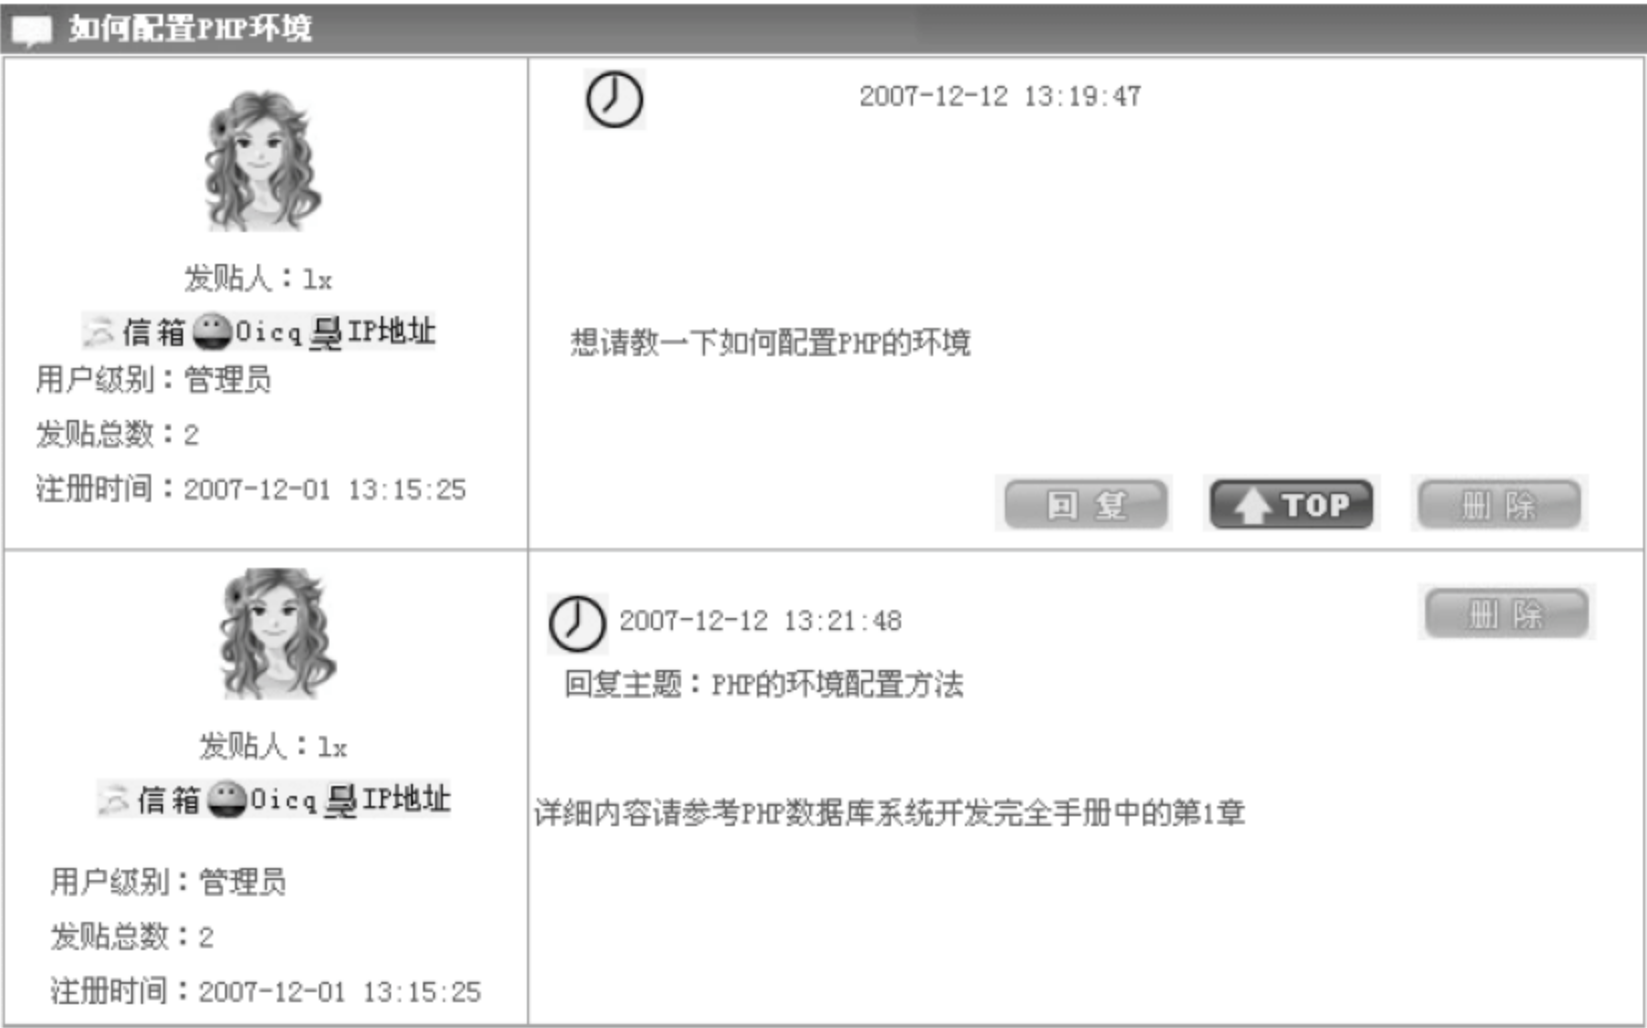 如何配置PHP环境
2007-12-12 13:19:47
发贴人：lx
信箱 Oicq IP地址
用户级别：管理员
发贴总数：2
注册时间：2007-12-01 13:15:25
想请教一下如何配置PHP的环境
回复 TOP 删除
发贴人：lx
信箱 Oicq IP地址
用户级别：管理员
发贴总数：2
注册时间：2007-12-01 13:15:25
2007-12-12 13:21:48
删除
回复主题：PHP的环境配置方法
详细内容请参考PHP数据库系统开发完全手册中的第1章